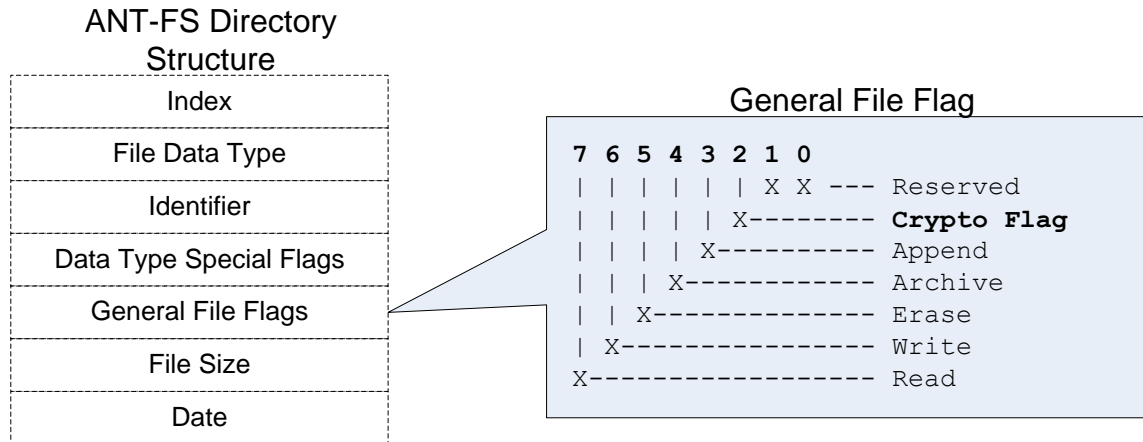 ANT-FS Directory
Structure
Index
File Data Type
Identifier
Data Type Special Flags
General File Flags
File Size
Date
General File Flag
7 6 5 4 3 2 1 0
| | | | | | X X --- Reserved
| | | | | X-------- Crypto Flag
| | | | X---------- Append
| | | X------------ Archive
| | X-------------- Erase
| X---------------- Write
X------------------ Read